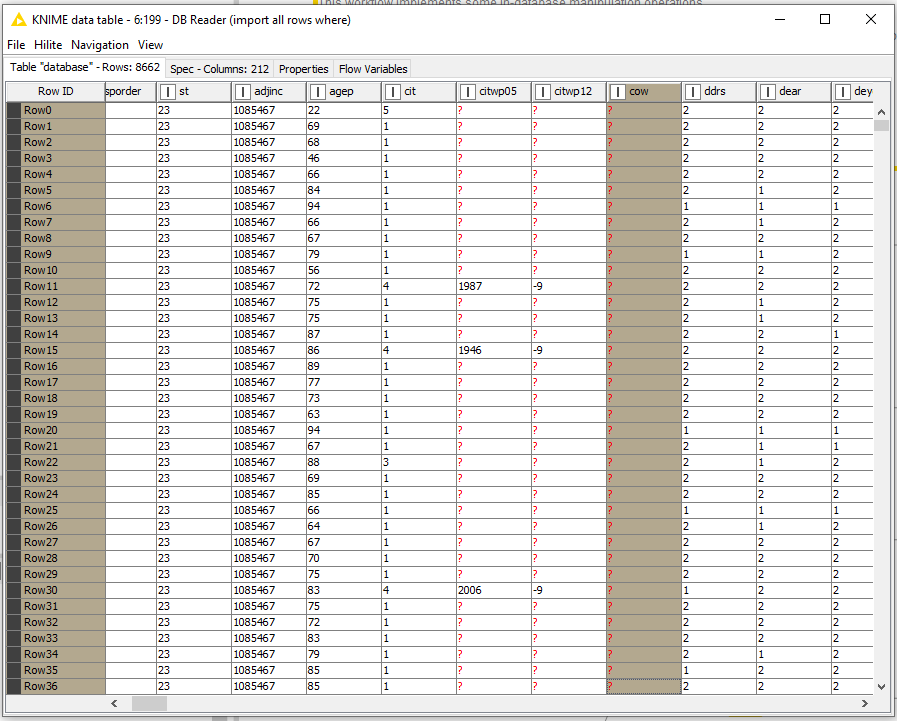 This workflow implements some in-database manipulation operations
KNIME data table - 6:199 - DB Reader (import all rows where)
File Hilite Navigation View
Table "database" - Rows: 8662 Spec - Columns: 212 Properties Flow Variables
Row ID sporder I st I adjinc I agep I cit I citwp05 I citwp12 I cow I ddrs I dear I dey
Row0 23 1085467 22 5 ? ? ? 2 2 2
Row1 23 1085467 69 1 ? ? ? 2 2 2
Row2 23 1085467 68 1 ? ? ? 2 2 2
Row3 23 1085467 46 1 ? ? ? 2 2 2
Row4 23 1085467 66 1 ? ? ? 2 2 2
Row5 23 1085467 84 1 ? ? ? 2 1 2
Row6 23 1085467 94 1 ? ? ? 1 1 1
Row7 23 1085467 66 1 ? ? ? 2 1 2
Row8 23 1085467 67 1 ? ? ? 2 2 2
Row9 23 1085467 79 1 ? ? ? 1 1 2
Row10 23 1085467 56 1 ? ? ? 2 2 2
Row11 23 1085467 72 4 1987 -9 ? 2 2 2
Row12 23 1085467 75 1 ? ? ? 2 1 2
Row13 23 1085467 75 1 ? ? ? 2 1 2
Row14 23 1085467 87 1 ? ? ? 2 2 1
Row15 23 1085467 86 4 1946 -9 ? 2 2 2
Row16 23 1085467 89 1 ? ? ? 2 2 2
Row17 23 1085467 77 1 ? ? ? 2 2 2
Row18 23 1085467 73 1 ? ? ? 2 2 2
Row19 23 1085467 63 1 ? ? ? 2 2 2
Row20 23 1085467 94 1 ? ? ? 1 1 1
Row21 23 1085467 67 1 ? ? ? 2 1 1
Row22 23 1085467 88 3 ? ? ? 2 1 2
Row23 23 1085467 69 1 ? ? ? 2 2 2
Row24 23 1085467 85 1 ? ? ? 2 2 2
Row25 23 1085467 66 1 ? ? ? 1 1 1
Row26 23 1085467 64 1 ? ? ? 2 1 2
Row27 23 1085467 67 1 ? ? ? 2 2 2
Row28 23 1085467 70 1 ? ? ? 2 2 2
Row29 23 1085467 75 1 ? ? ? 2 2 2
Row30 23 1085467 83 4 2006 -9 ? 1 2 2
Row31 23 1085467 75 1 ? ? ? 2 2 2
Row32 23 1085467 72 1 ? ? ? 2 2 2
Row33 23 1085467 83 1 ? ? ? 2 2 2
Row34 23 1085467 79 1 ? ? ? 2 1 2
Row35 23 1085467 85 1 ? ? ? 1 2 2
Row36 23 1085467 85 1 ? ? ? 2 2 2